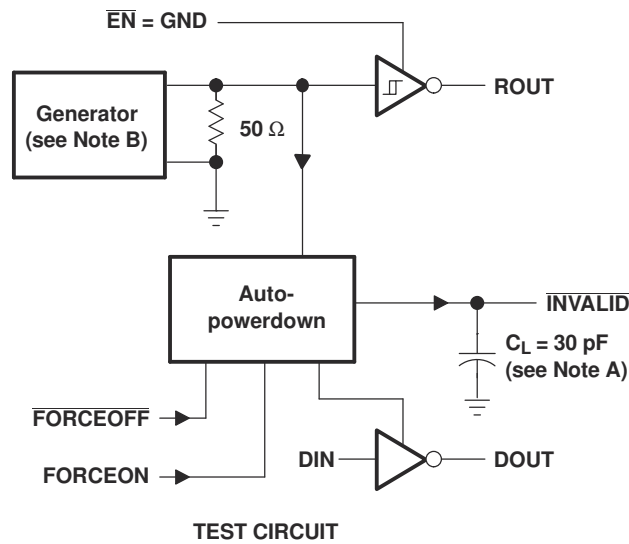 EN = GND
ROUT
Generator
(see Note B)
50 Ω
Auto-
powerdown
INVALID
CL = 30 pF
(see Note A)
FORCEOFF
FORCEON
DIN
DOUT
TEST CIRCUIT